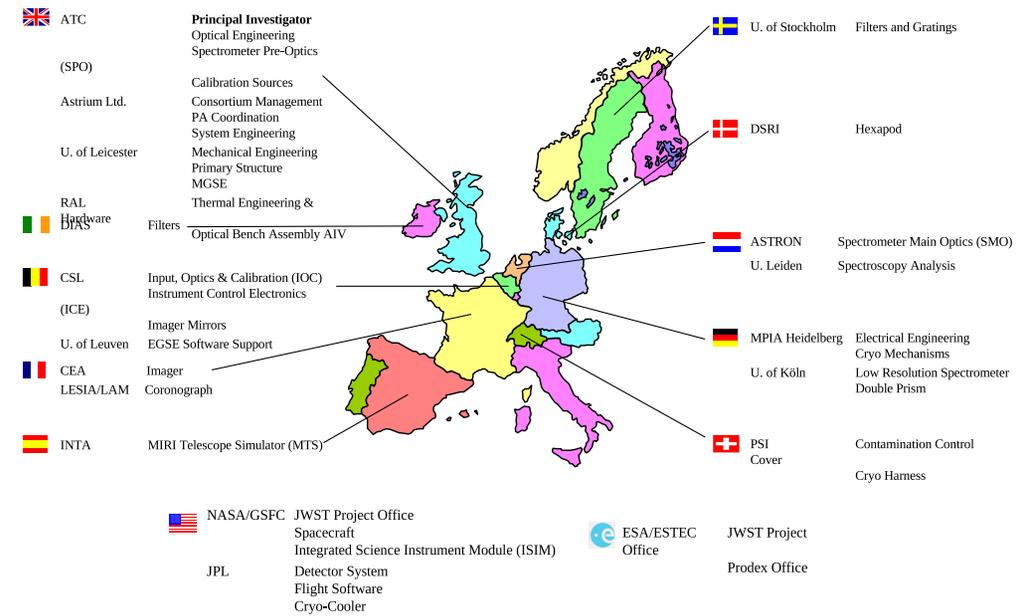 ATC Principal Investigator
Optical Engineering
Spectrometer Pre-Optics
(SPO)
Calibration Sources
Astrium Ltd. Consortium Management
PA Coordination
System Engineering
U. of Leicester Mechanical Engineering
Primary Structure
MGSE
RAL Thermal Engineering &
Hardware
Optical Bench Assembly AIV
DIAS Filters
CSL Input, Optics & Calibration (IOC)
Instrument Control Electronics
(ICE)
Imager Mirrors
U. of Leuven EGSE Software Support
CEA Imager
LESIA/LAM Coronograph
INTA MIRI Telescope Simulator (MTS)
U. of Stockholm Filters and Gratings
DSRI Hexapod
ASTRON Spectrometer Main Optics (SMO)
U. Leiden Spectroscopy Analysis
MPIA Heidelberg Electrical Engineering
Cryo Mechanisms
U. of Köln Low Resolution Spectrometer
Double Prism
PSI Contamination Control
Cover
Cryo Harness
NASA/GSFC JWST Project Office
Spacecraft
Integrated Science Instrument Module (ISIM)
JPL Detector System
Flight Software
Cryo-Cooler
ESA/ESTEC JWST Project
Office
Prodex Office